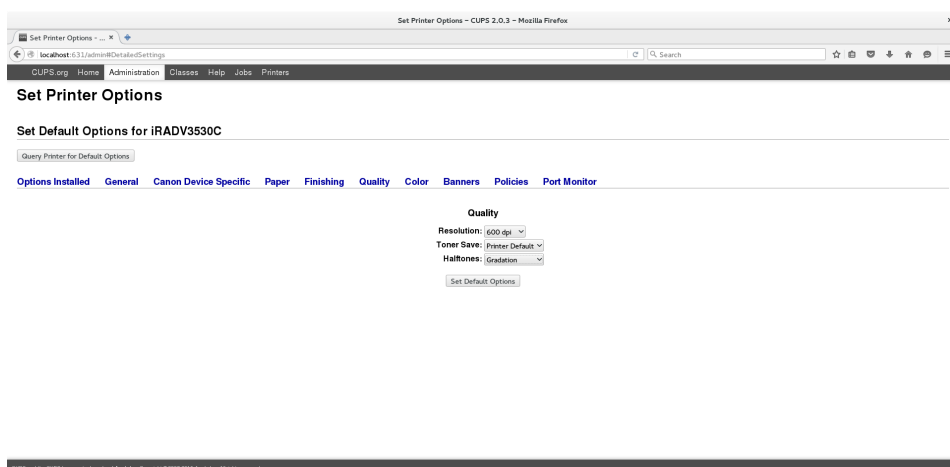 Set Printer Options – CUPS 2.0.3 – Mozilla Firefox
Set Printer Options - ... ×
localhost:631/admin#DetailedSettings
Search
CUPS.org Home Administration Classes Help Jobs Printers
Set Printer Options
Set Default Options for iRADV3530C
Query Printer for Default Options
Options Installed General Canon Device Specific Paper Finishing Quality Color Banners Policies Port Monitor
Quality
Resolution: 600 dpi
Toner Save: Printer Default
Halftones: Gradation
Set Default Options